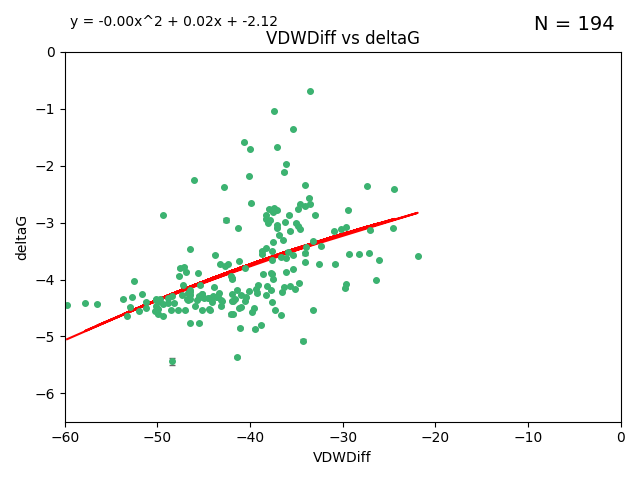 y = -0.00x^2 + 0.02x + -2.12
N = 194
VDWDiff vs deltaG
0
−1
−2
−3
−4
−5
−6
deltaG
−60 −50 −40 −30 −20 −10 0
VDWDiff